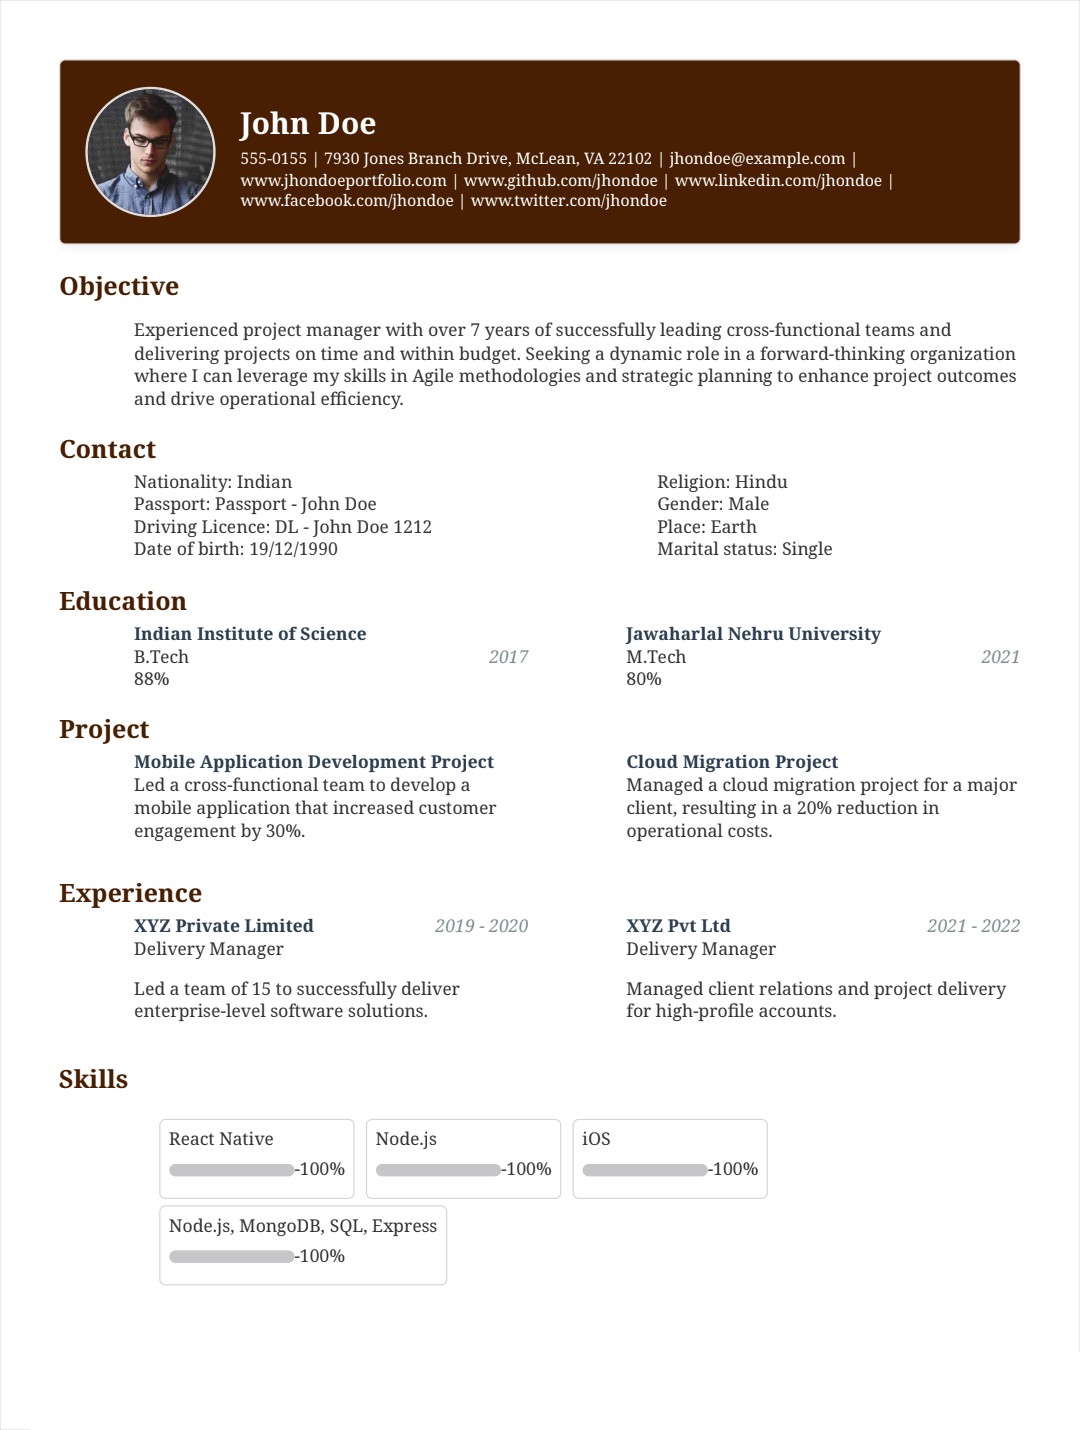 John Doe
555-0155 | 7930 Jones Branch Drive, McLean, VA 22102 | jhondoe@example.com |
www.jhondoeportfolio.com | www.github.com/jhondoe | www.linkedin.com/jhondoe |
www.facebook.com/jhondoe | www.twitter.com/jhondoe
Objective
Experienced project manager with over 7 years of successfully leading cross-functional teams and
delivering projects on time and within budget. Seeking a dynamic role in a forward-thinking organization
where I can leverage my skills in Agile methodologies and strategic planning to enhance project outcomes
and drive operational efficiency.
Contact
Nationality: Indian
Passport: Passport - John Doe
Driving Licence: DL - John Doe 1212
Date of birth: 19/12/1990
Religion: Hindu
Gender: Male
Place: Earth
Marital status: Single
Education
Indian Institute of Science
B.Tech 2017
88%
Jawaharlal Nehru University
M.Tech 2021
80%
Project
Mobile Application Development Project
Led a cross-functional team to develop a
mobile application that increased customer
engagement by 30%.
Cloud Migration Project
Managed a cloud migration project for a major
client, resulting in a 20% reduction in
operational costs.
Experience
XYZ Private Limited 2019 - 2020
Delivery Manager
Led a team of 15 to successfully deliver
enterprise-level software solutions.
XYZ Pvt Ltd 2021 - 2022
Delivery Manager
Managed client relations and project delivery
for high-profile accounts.
Skills
React Native
-100%
Node.js
-100%
iOS
-100%
Node.js, MongoDB, SQL, Express
-100%